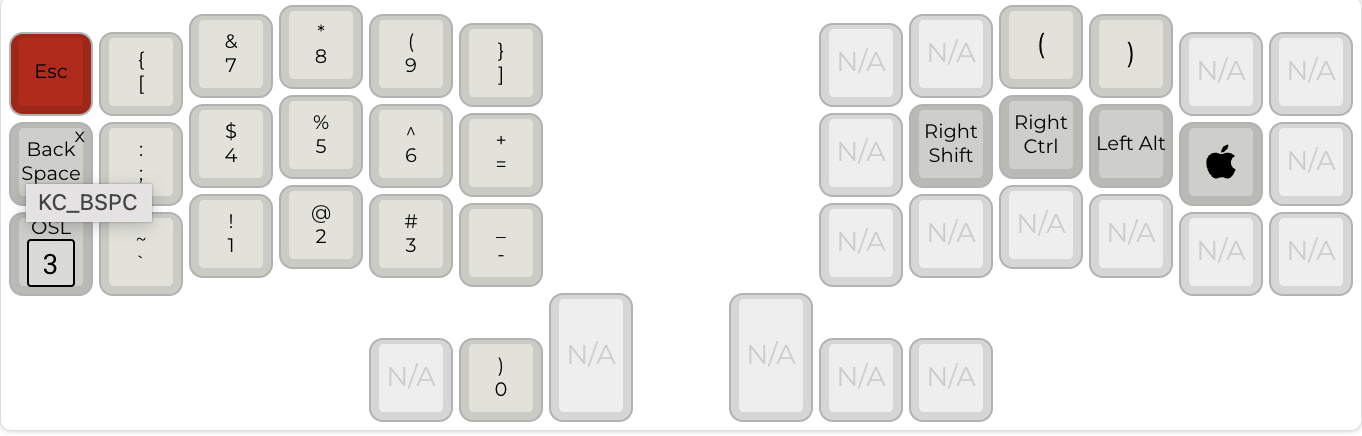 Esc
{
[
&
7
*
8
(
9
}
]
N/A
N/A
(
)
N/A
N/A
Back
Space
x
:
;
$
4
%
5
^
6
+
=
N/A
Right
Shift
Right
Ctrl
Left Alt
N/A
KC_BSPC
OSL
3
~
`
!
1
@
2
#
3
_
-
N/A
N/A
N/A
N/A
N/A
N/A
N/A
)
0
N/A
N/A
N/A
N/A